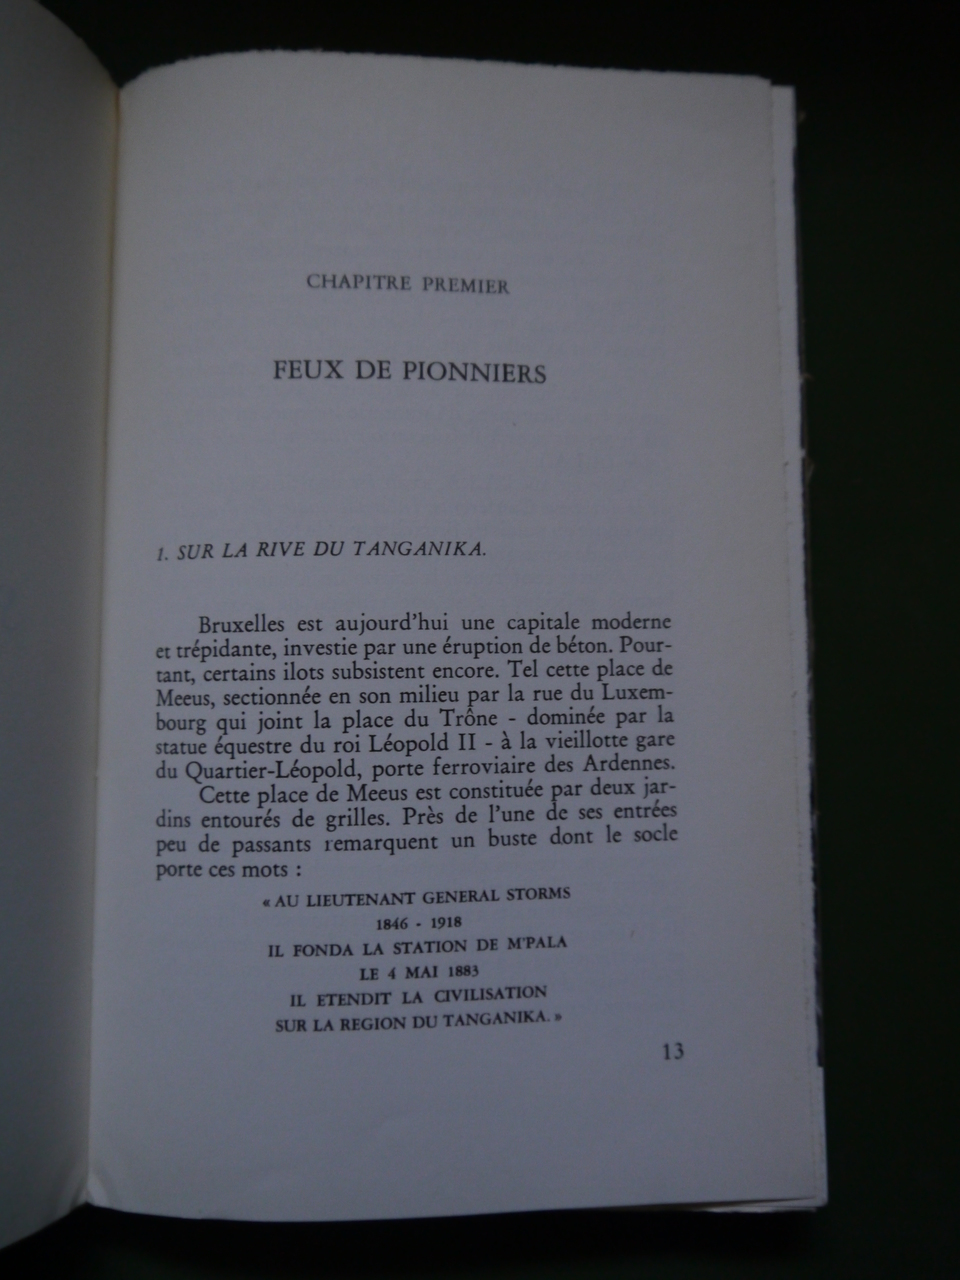 CHAPITRE PREMIER
FEUX DE PIONNIERS
1. SUR LA RIVE DU TANGANIKA.
Bruxelles est aujourd'hui une capitale moderne
et trépidante, investie par une éruption de béton. Pour-
tant, certains ilots subsistent encore. Tel cette place de
Meeus, sectionnée en son milieu par la rue du Luxem-
bourg qui joint la place du Trône - dominée par la
statue équestre du roi Léopold II - à la vieillotte gare
du Quartier-Léopold, porte ferroviaire des Ardennes.
Cette place de Meeus est constituée par deux jar-
dins entourés de grilles. Près de l'une de ses entrées
peu de passants remarquent un buste dont le socle
porte ces mots :
« AU LIEUTENANT GENERAL STORMS
1846 - 1918
IL FONDA LA STATION DE M'PALA
LE 4 MAI 1883
IL ETENDIT LA CIVILISATION
SUR LA REGION DU TANGANIKA. »
13